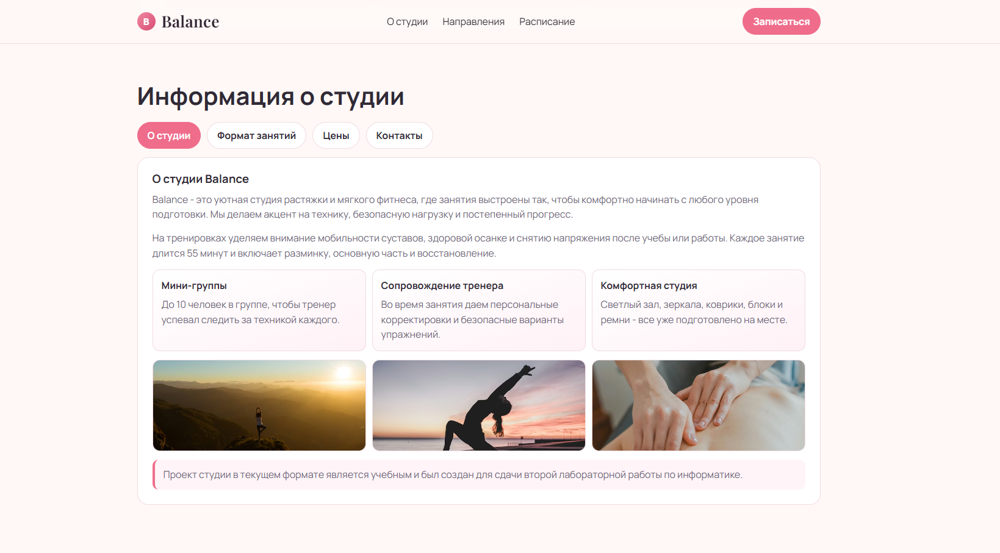 B Balance
О студии
Направления
Расписание
Записаться
Информация о студии
О студии
Формат занятий
Цены
Контакты
О студии Balance
Balance - это уютная студия растяжки и мягкого фитнеса, где занятия выстроены так, чтобы комфортно начинать с любого уровня
подготовки. Мы делаем акцент на технику, безопасную нагрузку и постепенный прогресс.
На тренировках уделяем внимание мобильности суставов, здоровой осанке и снятию напряжения после учебы или работы. Каждое занятие
длится 55 минут и включает разминку, основную часть и восстановление.
Мини-группы
До 10 человек в группе, чтобы тренер
успевал следить за техникой каждого.
Сопровождение тренера
Во время занятия даем персональные
корректировки и безопасные варианты
упражнений.
Комфортная студия
Светлый зал, зеркала, коврики, блоки и
ремни - все уже подготовлено на месте.
Проект студии в текущем формате является учебным и был создан для сдачи второй лабораторной работы по информатике.